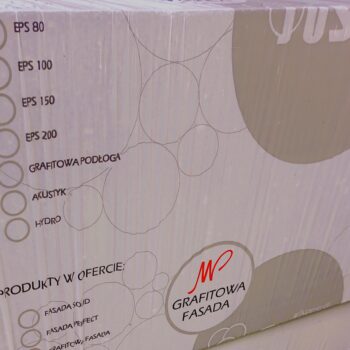 EPS 80
EPS 100
EPS 150
EPS 200
GRAFITOWA PODŁOGA
AKUSTYK
HYDRO
PRODUKTY W OFERCIE:
FASADA SOLID
FASADA PERFECT
GRAFITOWA FASADA
GRAFITOWA
FASADA